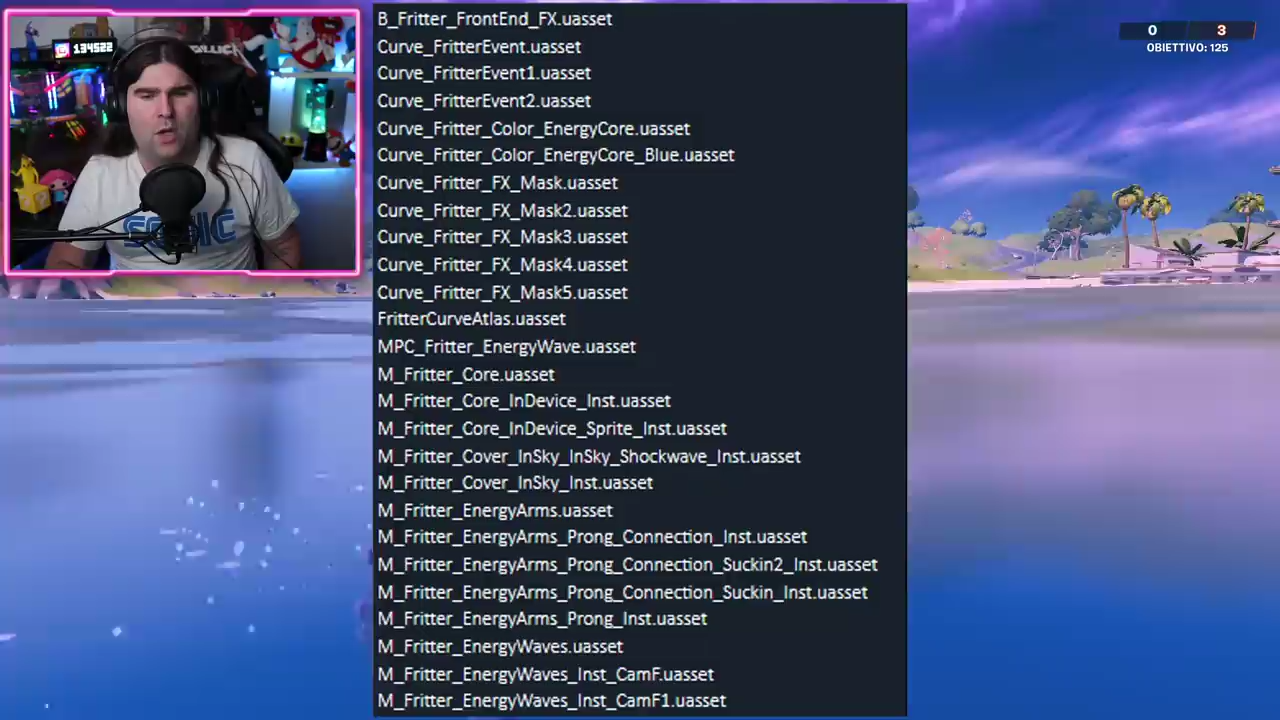 134522
METALLICA
SONIC
B_Fritter_FrontEnd_FX.uasset
Curve_FritterEvent.uasset
Curve_FritterEvent1.uasset
Curve_FritterEvent2.uasset
Curve_Fritter_Color_EnergyCore.uasset
Curve_Fritter_Color_EnergyCore_Blue.uasset
Curve_Fritter_FX_Mask.uasset
Curve_Fritter_FX_Mask2.uasset
Curve_Fritter_FX_Mask3.uasset
Curve_Fritter_FX_Mask4.uasset
Curve_Fritter_FX_Mask5.uasset
FritterCurveAtlas.uasset
MPC_Fritter_EnergyWave.uasset
M_Fritter_Core.uasset
M_Fritter_Core_InDevice_Inst.uasset
M_Fritter_Core_InDevice_Sprite_Inst.uasset
M_Fritter_Cover_InSky_InSky_Shockwave_Inst.uasset
M_Fritter_Cover_InSky_Inst.uasset
M_Fritter_EnergyArms.uasset
M_Fritter_EnergyArms_Prong_Connection_Inst.uasset
M_Fritter_EnergyArms_Prong_Connection_Suckin2_Inst.uasset
M_Fritter_EnergyArms_Prong_Connection_Suckin_Inst.uasset
M_Fritter_EnergyArms_Prong_Inst.uasset
M_Fritter_EnergyWaves.uasset
M_Fritter_EnergyWaves_Inst_CamF.uasset
M_Fritter_EnergyWaves_Inst_CamF1.uasset
0 3
OBIETTIVO: 125